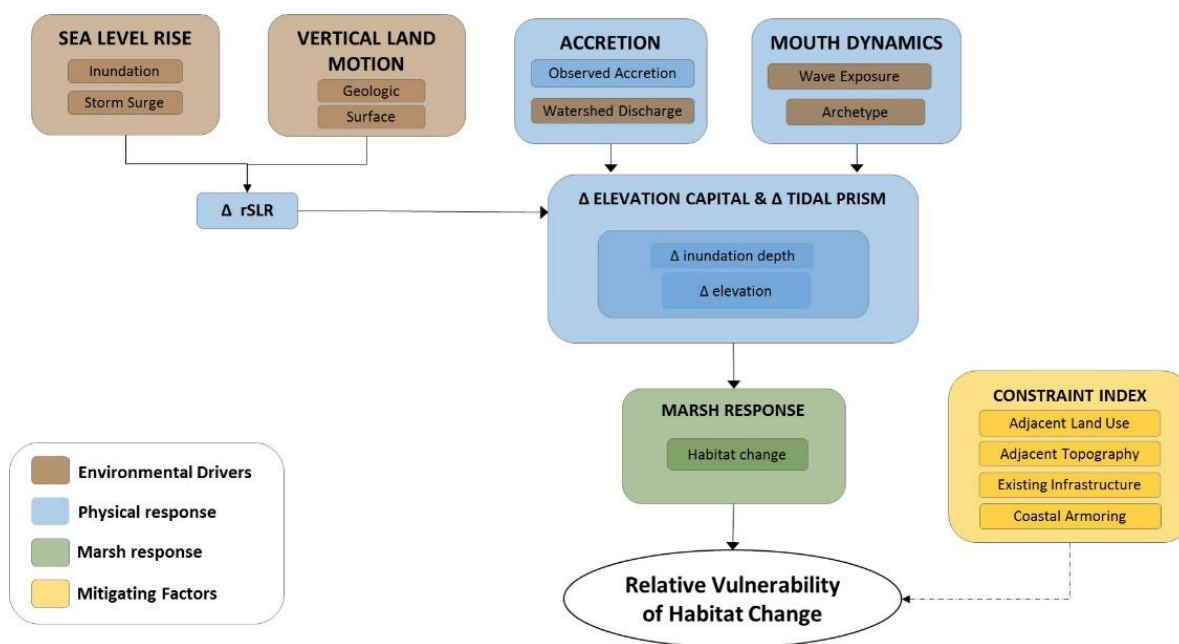 SEA LEVEL RISE
Inundation
Storm Surge
VERTICAL LAND
MOTION
Geologic
Surface
ACCRETION
Observed Accretion
Watershed Discharge
MOUTH DYNAMICS
Wave Exposure
Archetype
Δ rSLR
Δ ELEVATION CAPITAL & Δ TIDAL PRISM
Δ inundation depth
Δ elevation
MARSH RESPONSE
Habitat change
CONSTRAINT INDEX
Adjacent Land Use
Adjacent Topography
Existing Infrastructure
Coastal Armoring
Environmental Drivers
Physical response
Marsh response
Mitigating Factors
Relative Vulnerability
of Habitat Change